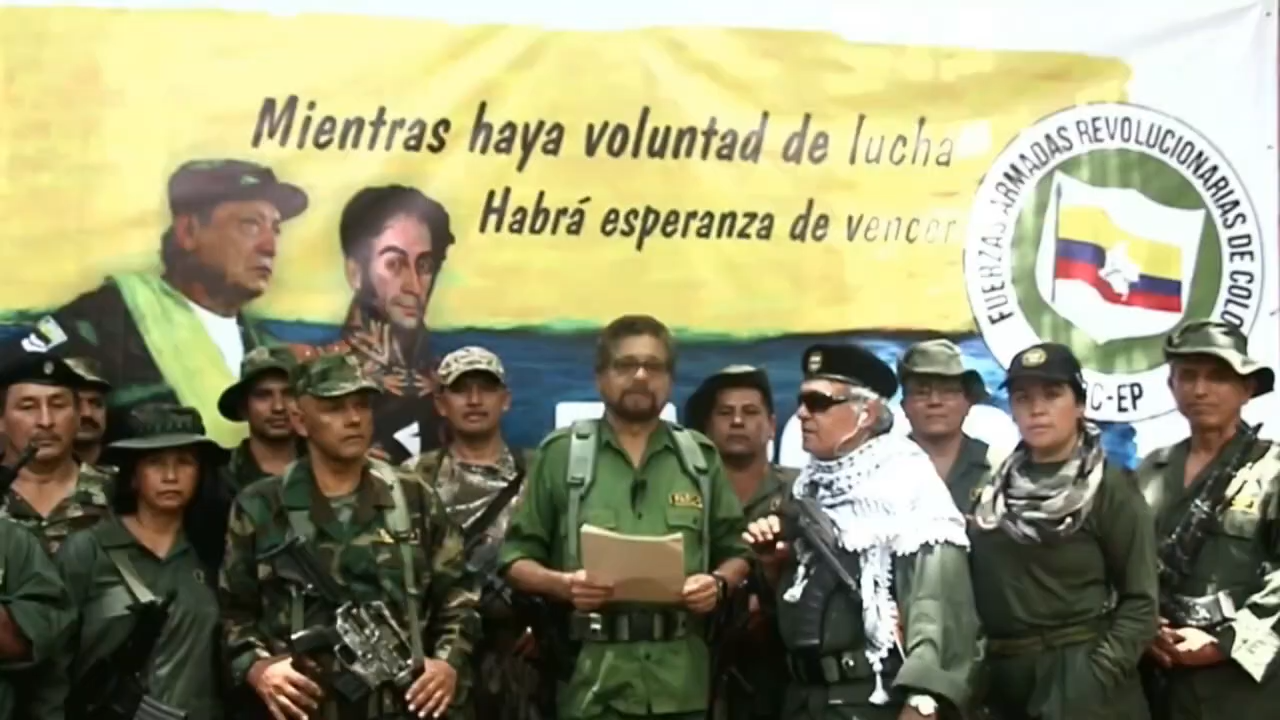 Mientras haya voluntad de lucha
Habrá esperanza de vencer
FUERZAS ARMADAS REVOLUCIONARIAS DE COLO
C-EP